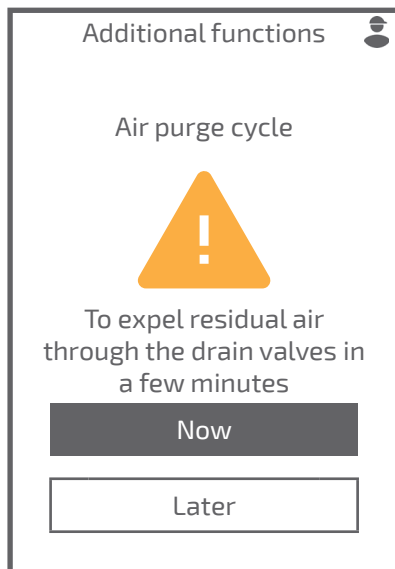 Additional functions
Air purge cycle
!
To expel residual air
through the drain valves in
a few minutes
Now
Later